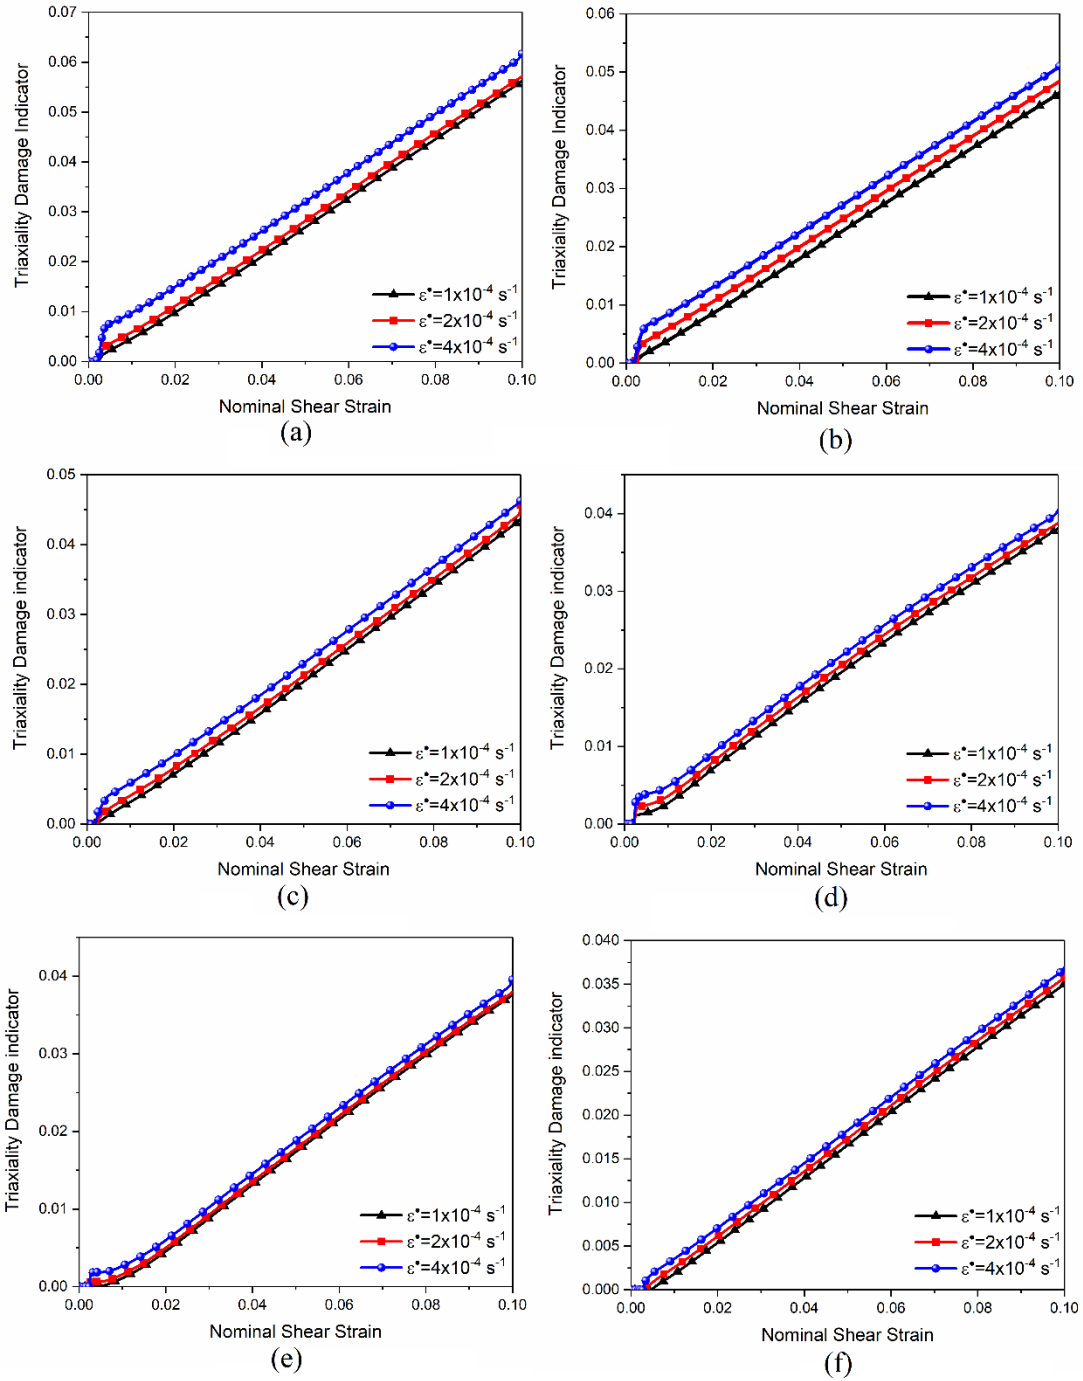 0.07
0.06
0.05
0.04
0.03
0.02
0.01
0.00
Triaxiality Damage Indicator
ε•=1x10⁻⁴ s⁻¹
ε•=2x10⁻⁴ s⁻¹
ε•=4x10⁻⁴ s⁻¹
0.00 0.02 0.04 0.06 0.08 0.10
Nominal Shear Strain
(a)
0.06
0.05
0.04
0.03
0.02
0.01
0.00
Triaxiality Damage Indicator
ε•=1x10⁻⁴ s⁻¹
ε•=2x10⁻⁴ s⁻¹
ε•=4x10⁻⁴ s⁻¹
0.00 0.02 0.04 0.06 0.08 0.10
Nominal Shear Strain
(b)
0.05
0.04
0.03
0.02
0.01
0.00
Triaxiality Damage indicator
ε•=1x10⁻⁴ s⁻¹
ε•=2x10⁻⁴ s⁻¹
ε•=4x10⁻⁴ s⁻¹
0.00 0.02 0.04 0.06 0.08 0.10
Nominal Shear Strain
(c)
0.04
0.03
0.02
0.01
0.00
Triaxiality Damage indicator
ε•=1x10⁻⁴ s⁻¹
ε•=2x10⁻⁴ s⁻¹
ε•=4x10⁻⁴ s⁻¹
0.00 0.02 0.04 0.06 0.08 0.10
Nominal Shear Strain
(d)
0.04
0.03
0.02
0.01
0.00
Triaxiality Damage indicator
ε•=1x10⁻⁴ s⁻¹
ε•=2x10⁻⁴ s⁻¹
ε•=4x10⁻⁴ s⁻¹
0.00 0.02 0.04 0.06 0.08 0.10
Nominal Shear Strain
(e)
0.040
0.035
0.030
0.025
0.020
0.015
0.010
0.005
0.000
Triaxiality Damage indicator
ε•=1x10⁻⁴ s⁻¹
ε•=2x10⁻⁴ s⁻¹
ε•=4x10⁻⁴ s⁻¹
0.00 0.02 0.04 0.06 0.08 0.10
Nominal Shear Strain
(f)